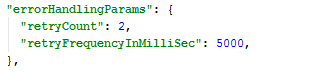 "errorHandlingParams": {
"retryCount": 2,
"retryFrequencyInMilliSec": 5000,
},